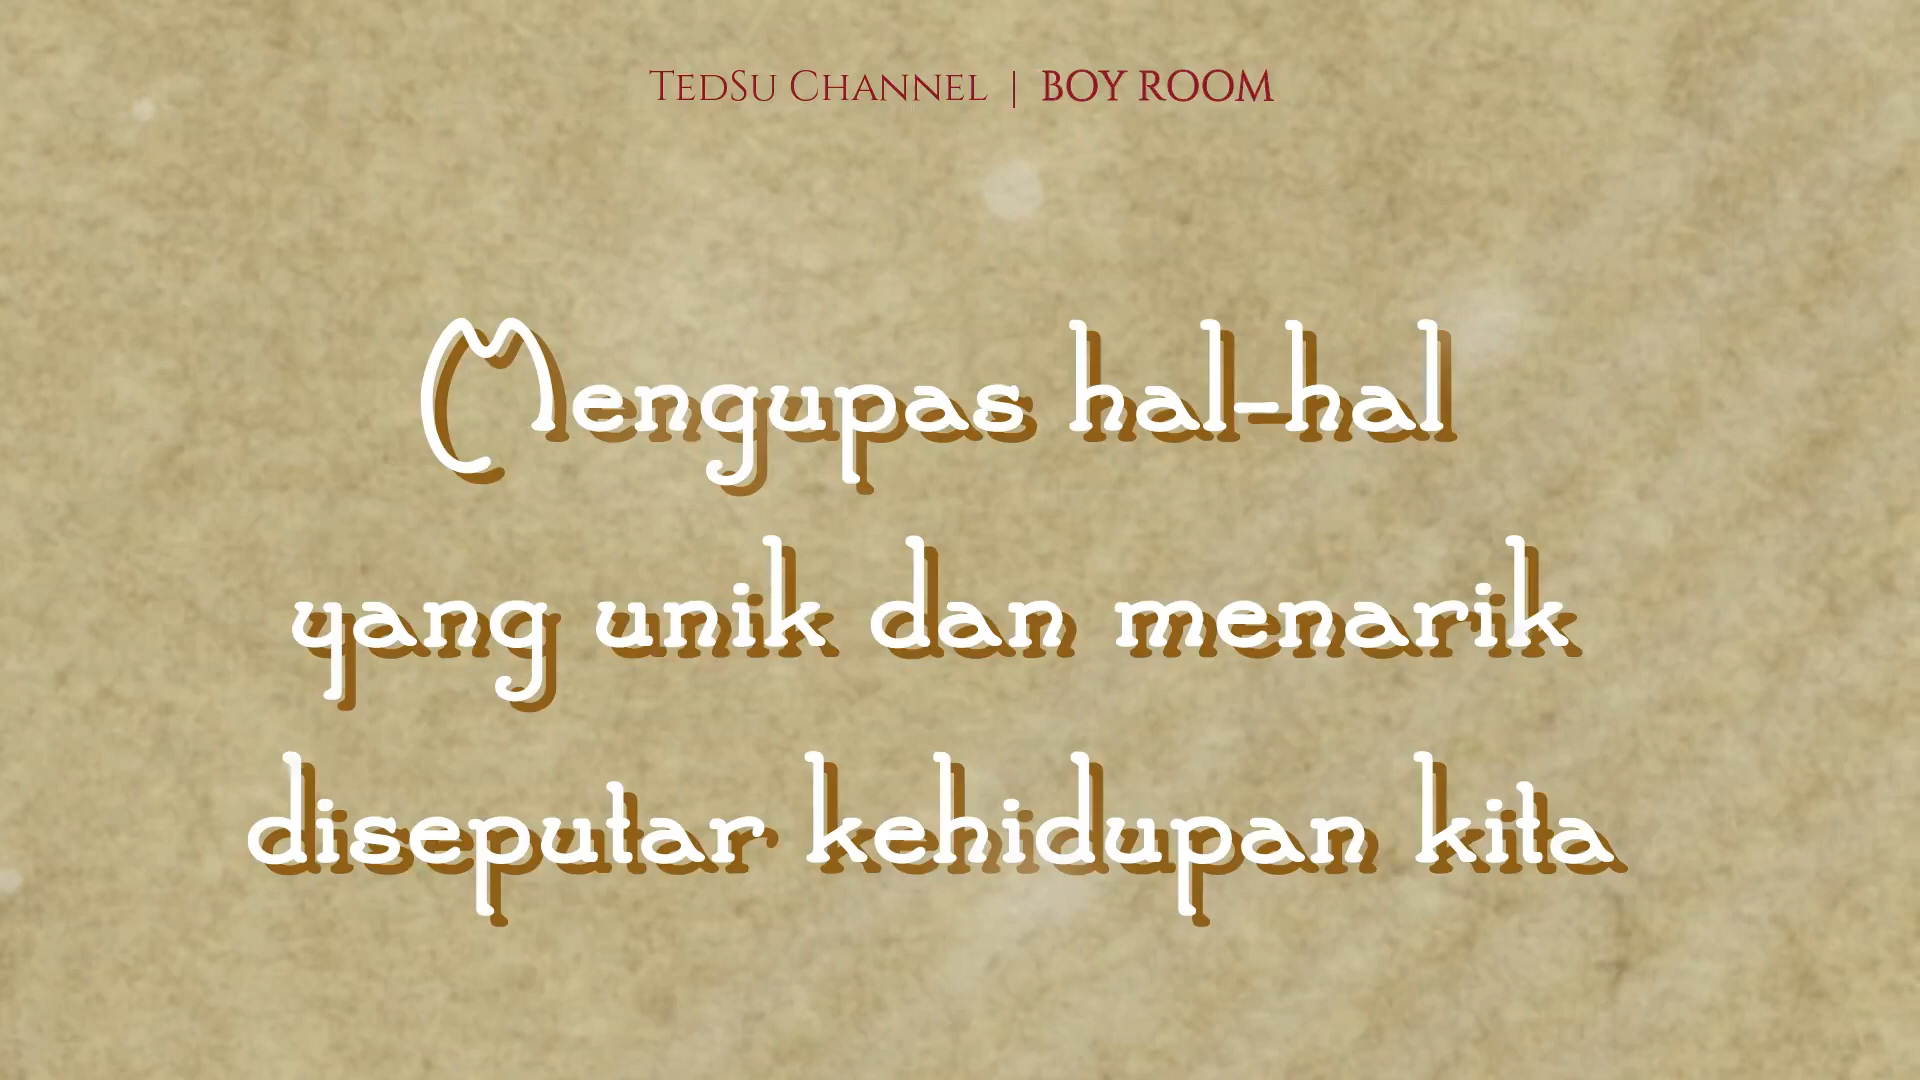 TedSu Channel | BOY ROOM
Mengupas hal-hal
yang unik dan menarik
diseputar kehidupan kita